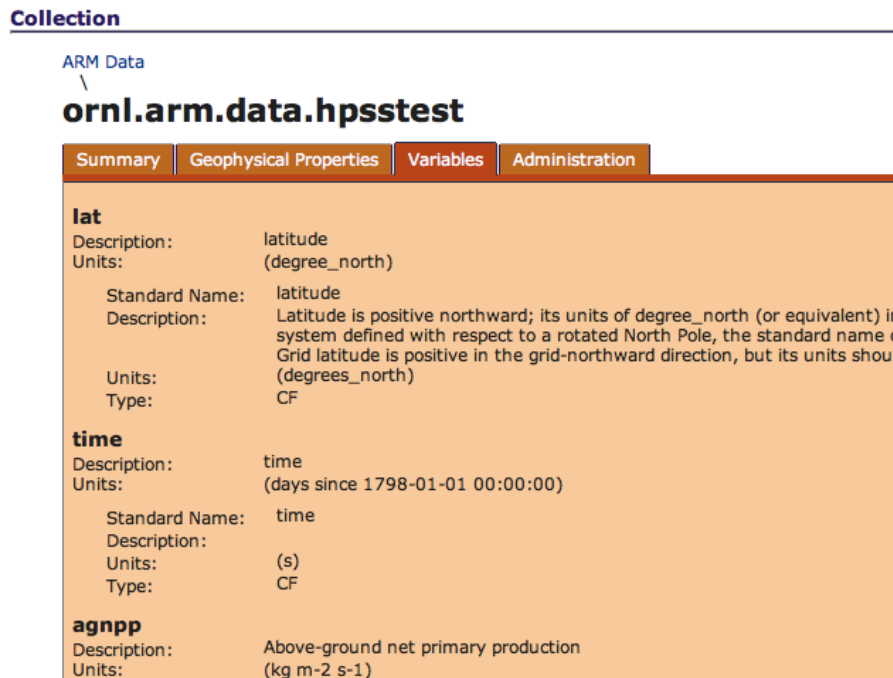 Collection
ARM Data
\
ornl.arm.data.hpsstest
Summary Geophysical Properties Variables Administration
lat
Description: latitude
Units: (degree_north)
Standard Name: latitude
Description: Latitude is positive northward; its units of degree_north (or equivalent)
system defined with respect to a rotated North Pole, the standard name
Grid latitude is positive in the grid-northward direction, but its units
Units: (degrees_north)
Type: CF
time
Description: time
Units: (days since 1798-01-01 00:00:00)
Standard Name: time
Description:
Units: (s)
Type: CF
agnpp
Description: Above-ground net primary production
Units: (kg m-2 s-1)